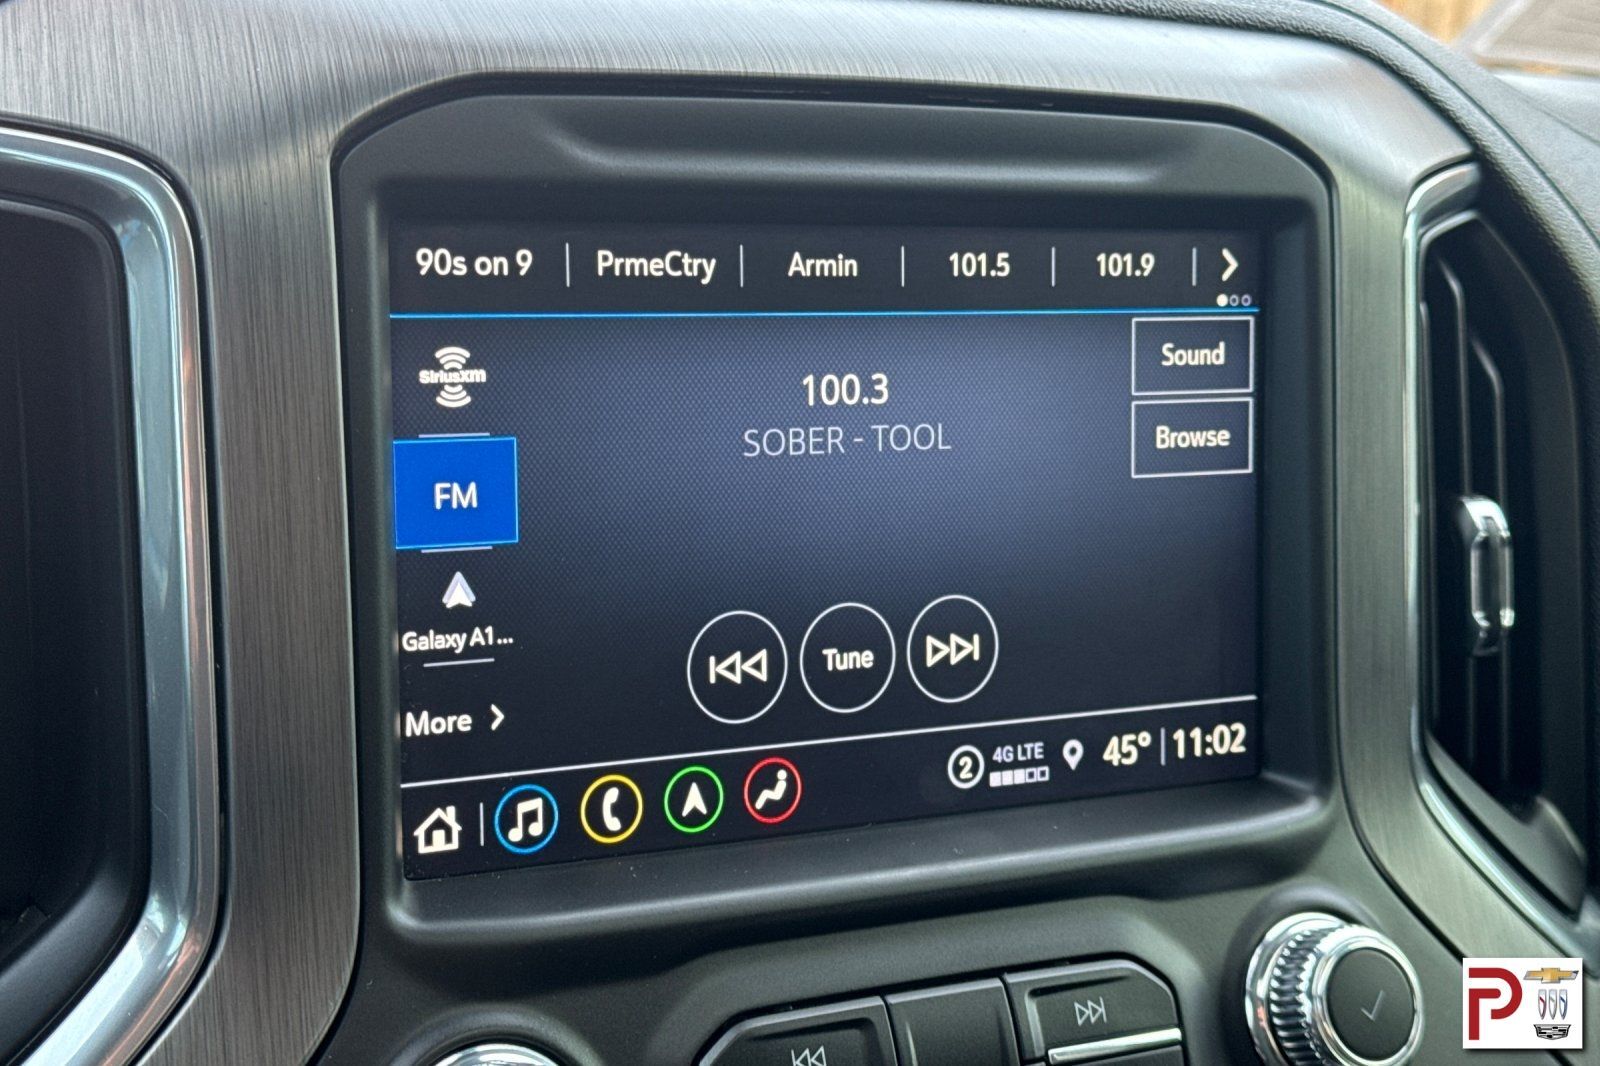 90s on 9 | PrmeCtry | Armin | 101.5 | 101.9 |
SiriusXM
100.3
SOBER - TOOL
Sound
Browse
FM
Galaxy A1...
Tune
More
2 4G LTE 45° | 11:02
P